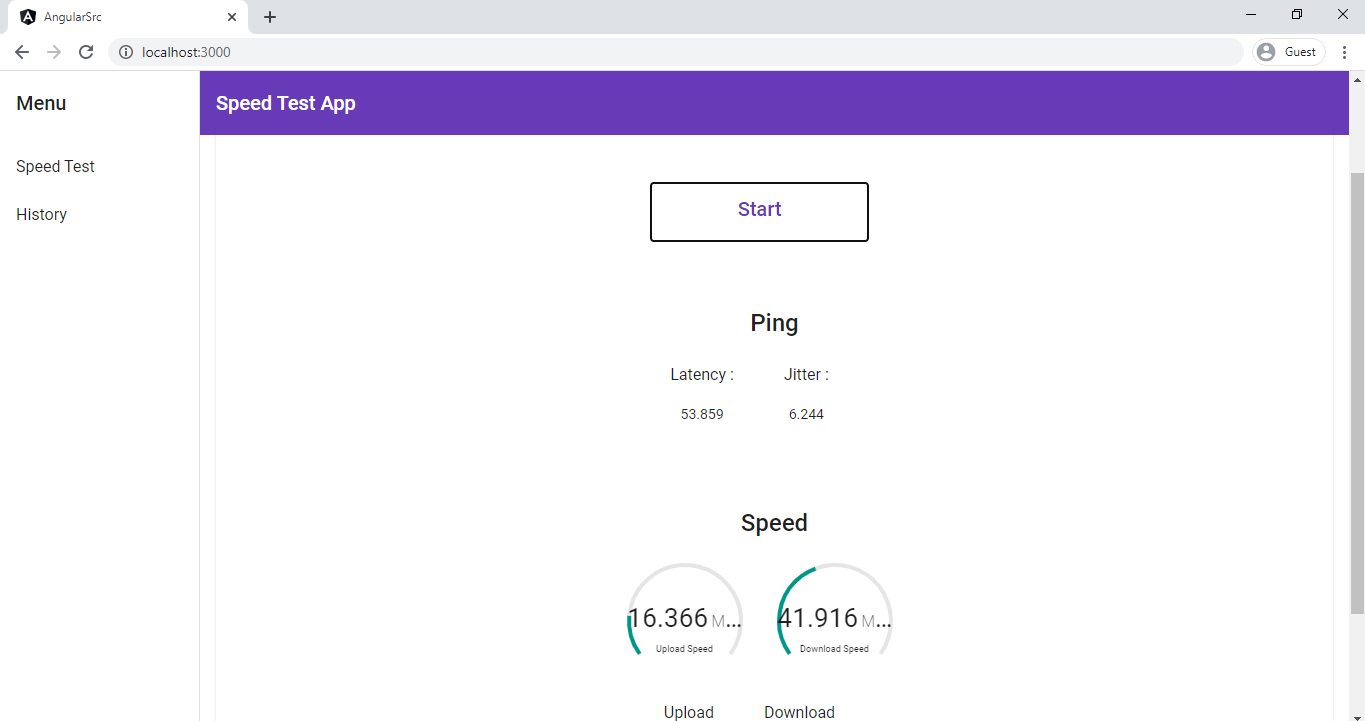 AngularSrc
localhost:3000
Guest
Menu
Speed Test App
Speed Test
History
Start
Ping
Latency : Jitter :
53.859 6.244
Speed
16.366 M... 41.916 M...
Upload Speed Download Speed
Upload Download